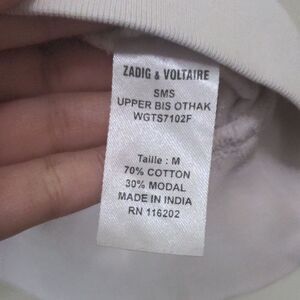 ZADIG & VOLTAIRE
SMS
UPPER BIS OTHAK
WGTS7102F
Taille : M
70% COTTON
30% MODAL
MADE IN INDIA
RN 116202